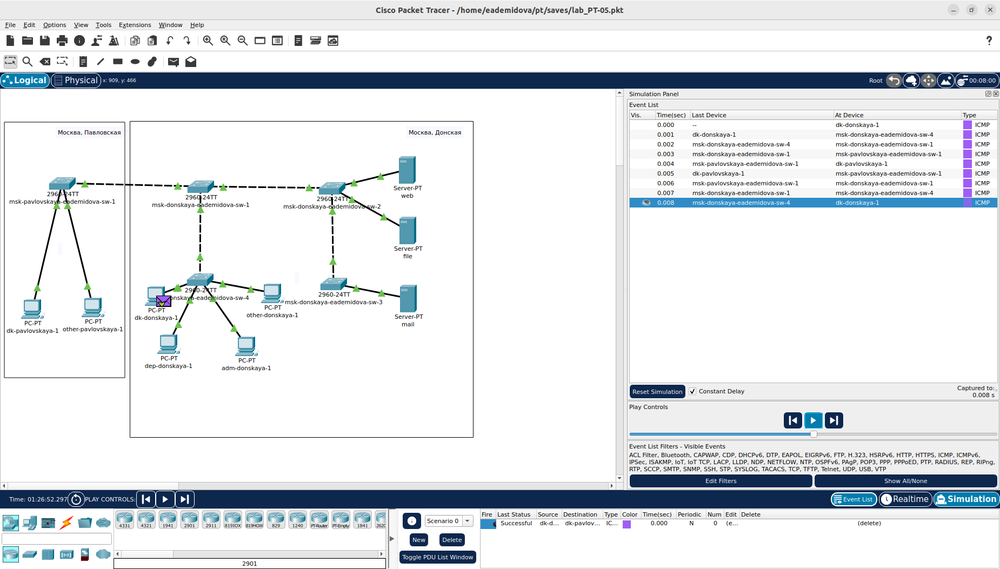 Cisco Packet Tracer - /home/eademidova/pt/saves/lab_PT-05.pkt
File Edit Options View Tools Extensions Window Help
Logical Physical x: 909, y: 466 Root 00:08:00
Москва, Павловская
Москва, Донская
2960-24TT
msk-pavlovskaya-eademidova-sw-1
2960-24TT
msk-donskaya-eademidova-sw-1
2960-24TT
msk-donskaya-eademidova-sw-2
Server-PT
web
Server-PT
file
2960-24TT
onskaya-eademidova-sw-4
2960-24TT
msk-donskaya-eademidova-sw-3
Server-PT
mail
PC-PT
dk-pavlovskaya-1
PC-PT
other-pavlovskaya-1
PC-PT
dk-donskaya-1
PC-PT
other-donskaya-1
PC-PT
dep-donskaya-1
PC-PT
adm-donskaya-1
Simulation Panel
Event List
Vis. Time(sec) Last Device At Device Type
0.000 -- dk-donskaya-1 ICMP
0.001 dk-donskaya-1 msk-donskaya-eademidova-sw-4 ICMP
0.002 msk-donskaya-eademidova-sw-4 msk-donskaya-eademidova-sw-1 ICMP
0.003 msk-donskaya-eademidova-sw-1 msk-pavlovskaya-eademidova-sw-1 ICMP
0.004 msk-pavlovskaya-eademidova-sw-1 dk-pavlovskaya-1 ICMP
0.005 dk-pavlovskaya-1 msk-pavlovskaya-eademidova-sw-1 ICMP
0.006 msk-pavlovskaya-eademidova-sw-1 msk-donskaya-eademidova-sw-1 ICMP
0.007 msk-donskaya-eademidova-sw-1 msk-donskaya-eademidova-sw-4 ICMP
0.008 msk-donskaya-eademidova-sw-4 dk-donskaya-1 ICMP
Reset Simulation Constant Delay Captured to:
0.008 s
Play Controls
Event List Filters - Visible Events
ACL Filter, Bluetooth, CAPWAP, CDP, DHCPv6, DTP, EAPOL, EIGRPv6, FTP, H.323, HSRPv6, HTTP, HTTPS, ICMP, ICMPv6,
IPSec, ISAKMP, IoT, IoT TCP, LACP, LLDP, NDP, NETFLOW, NTP, OSPFv6, PAgP, POP3, PPP, PPPoED, PTP, RADIUS, REP, RIPng,
RTP, SCCP, SMTP, SNMP, SSH, STP, SYSLOG, TACACS, TCP, TFTP, Telnet, UDP, USB, VTP
Edit Filters Show All/None
Time: 01:26:52.297 PLAY CONTROLS: Event List Realtime Simulation
4331 4321 1941 2901 2911 819IOX 819HGW 829 1240 PT-Router PT-Empty 1841 2620
2901
Scenario 0
New Delete
Toggle PDU List Window
Fire Last Status Source Destination Type Color Time(sec) Periodic Num Edit Delete
Successful dk-d... dk-pavlov... IC... 0.000 N 0 (e... (delete)